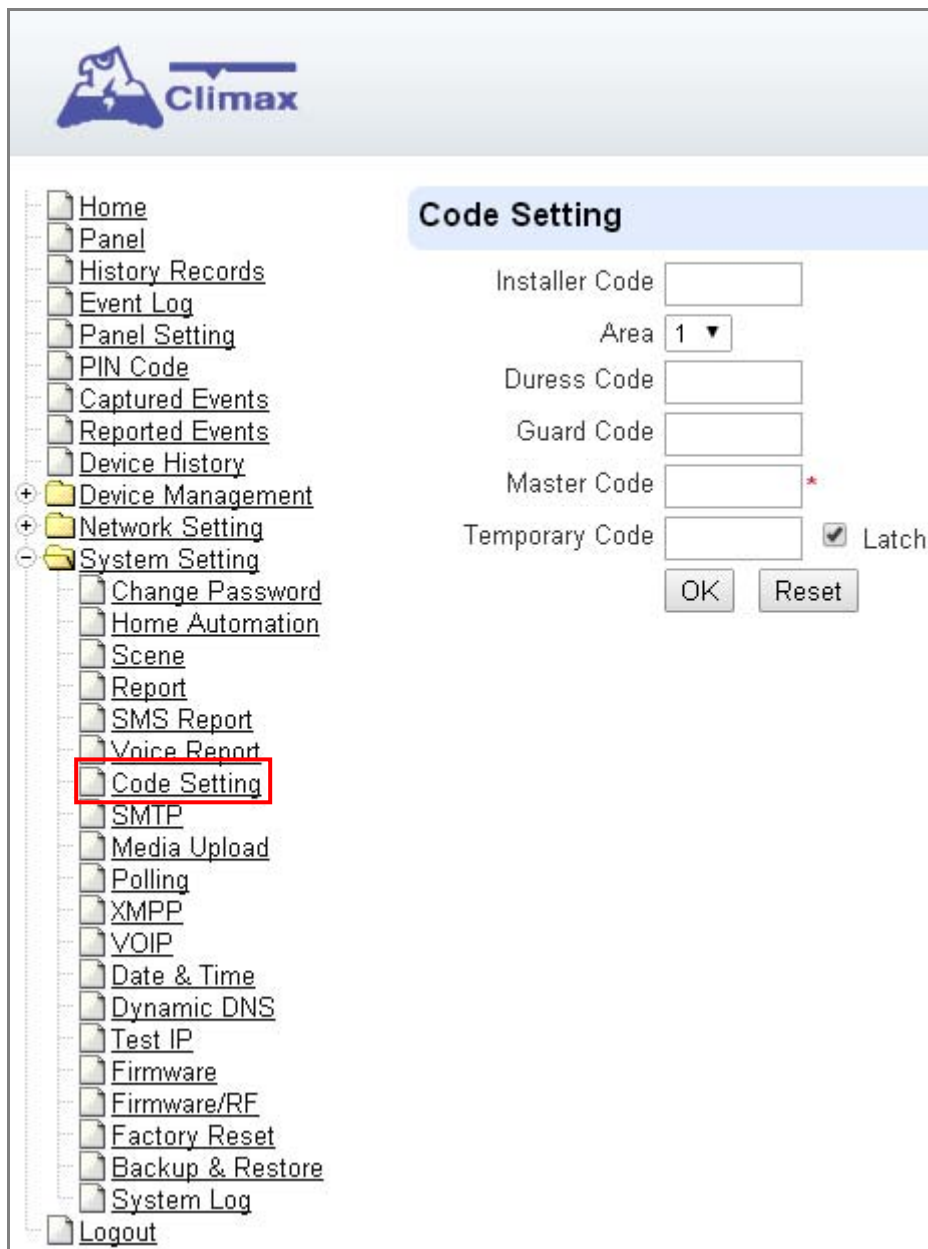 Climax
Home
Panel
History Records
Event Log
Panel Setting
PIN Code
Captured Events
Reported Events
Device History
Device Management
Network Setting
System Setting
Change Password
Home Automation
Scene
Report
SMS Report
Voice Report
Code Setting
SMTP
Media Upload
Polling
XMPP
VOIP
Date & Time
Dynamic DNS
Test IP
Firmware
Firmware/RF
Factory Reset
Backup & Restore
System Log
Logout
Code Setting
Installer Code
Area 1
Duress Code
Guard Code
Master Code *
Temporary Code Latch
OK Reset